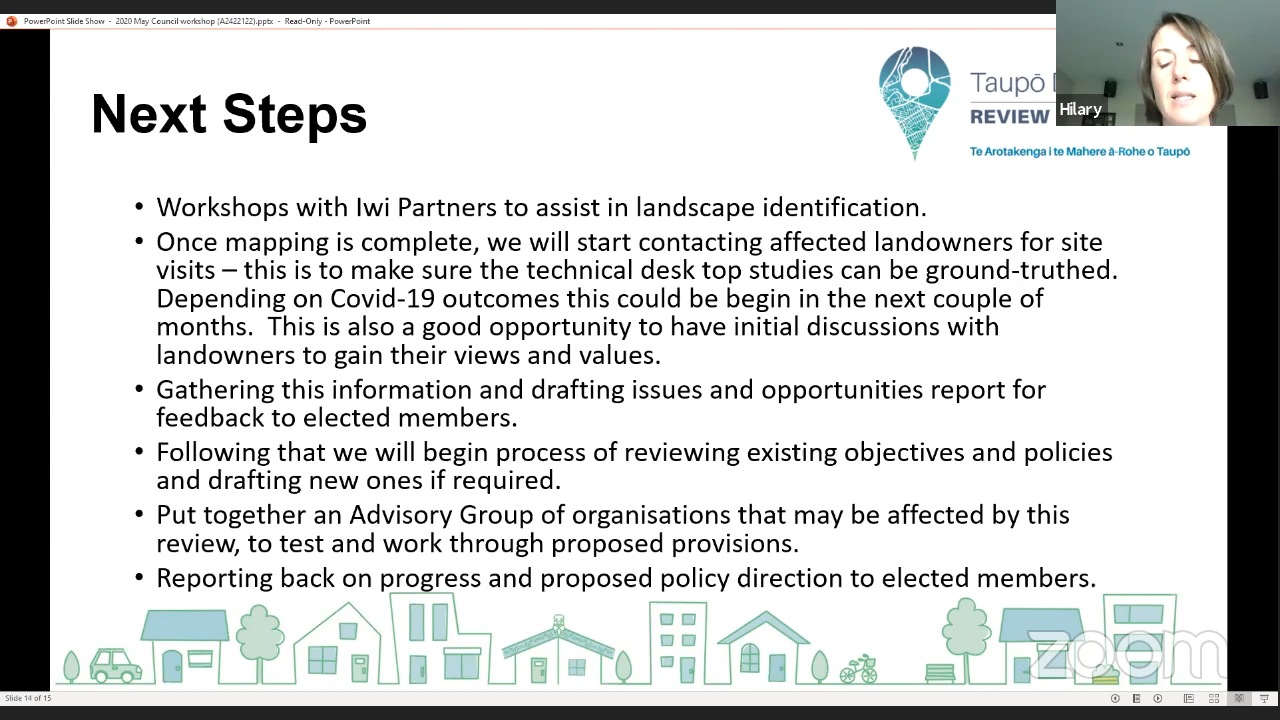 PowerPoint Slide Show - 2020 May Council workshop (A2422122).pptx - Read-Only - PowerPoint
Hilary
Taupō D
REVIEW
Te Arotakenga i te Mahere ā-Rohe o Taupō
Next Steps
• Workshops with Iwi Partners to assist in landscape identification.
• Once mapping is complete, we will start contacting affected landowners for site
visits – this is to make sure the technical desk top studies can be ground-truthed.
Depending on Covid-19 outcomes this could be begin in the next couple of
months. This is also a good opportunity to have initial discussions with
landowners to gain their views and values.
• Gathering this information and drafting issues and opportunities report for
feedback to elected members.
• Following that we will begin process of reviewing existing objectives and policies
and drafting new ones if required.
• Put together an Advisory Group of organisations that may be affected by this
review, to test and work through proposed provisions.
• Reporting back on progress and proposed policy direction to elected members.
zoom
Slide 14 of 15